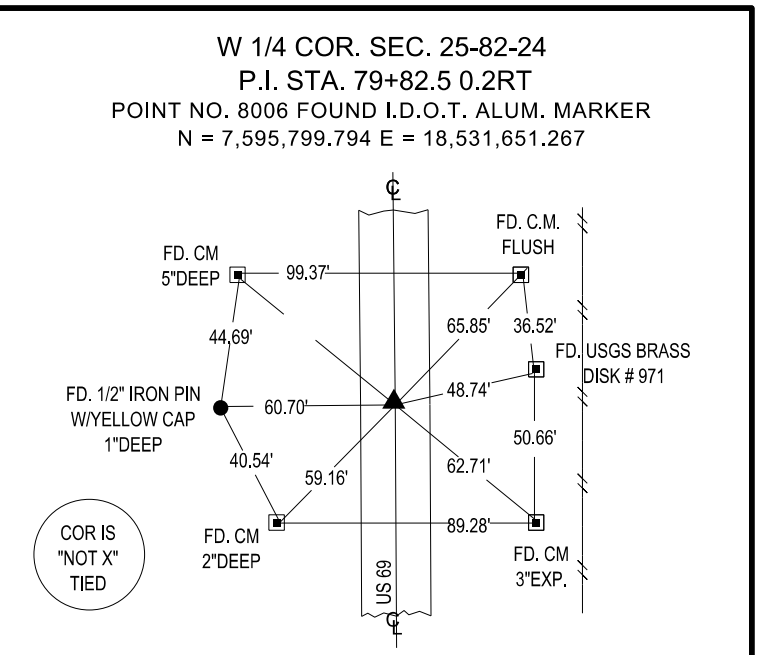 W 1/4 COR. SEC. 25-82-24
P.I. STA. 79+82.5 0.2RT
POINT NO. 8006 FOUND I.D.O.T. ALUM. MARKER
N = 7,595,799.794 E = 18,531,651.267
℄
FD. CM
5"DEEP
99.37'
FD. C.M.
FLUSH
44.69'
65.85'
36.52'
FD. USGS BRASS
DISK # 971
48.74'
FD. 1/2" IRON PIN
W/YELLOW CAP
1"DEEP
60.70'
40.54'
59.16'
62.71'
50.66'
COR IS
"NOT X"
TIED
FD. CM
2"DEEP
89.28'
FD. CM
3"EXP.
US 69
℄